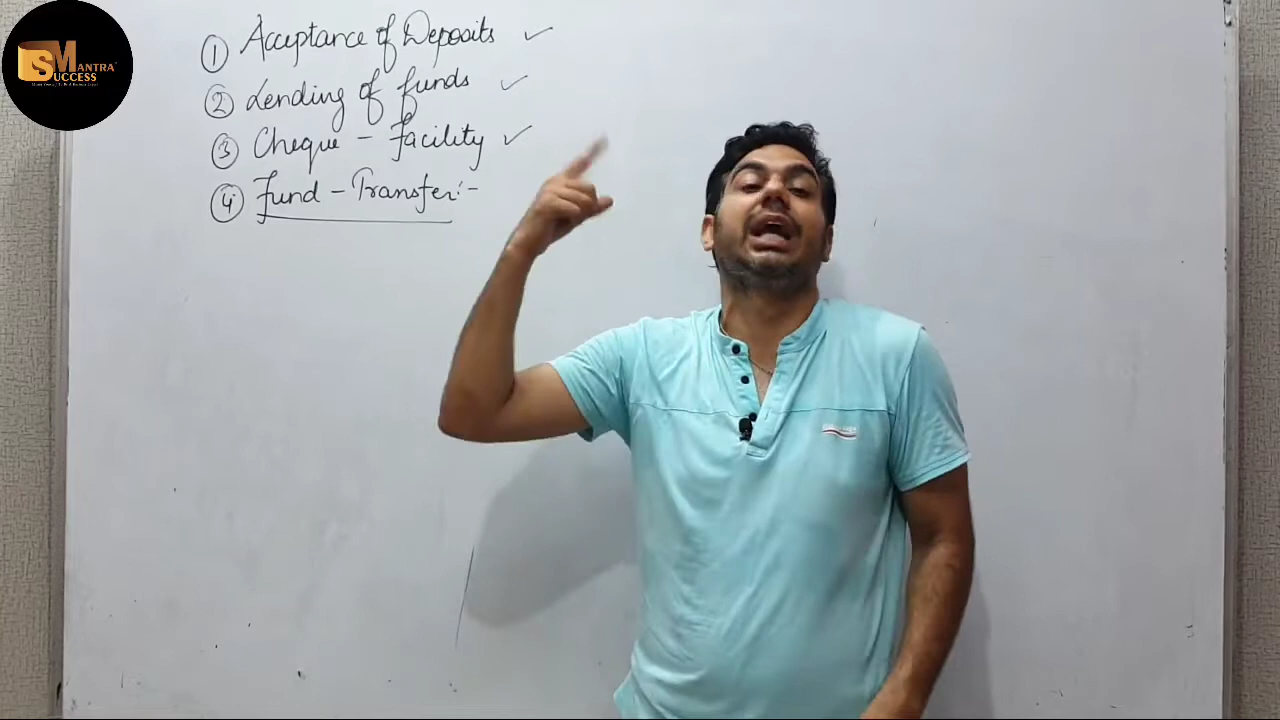 SUCCESS MANTRA
① Acceptance of Deposits ✓
② Lending of funds ✓
③ Cheque - Facility ✓
④ Fund - Transfer:-